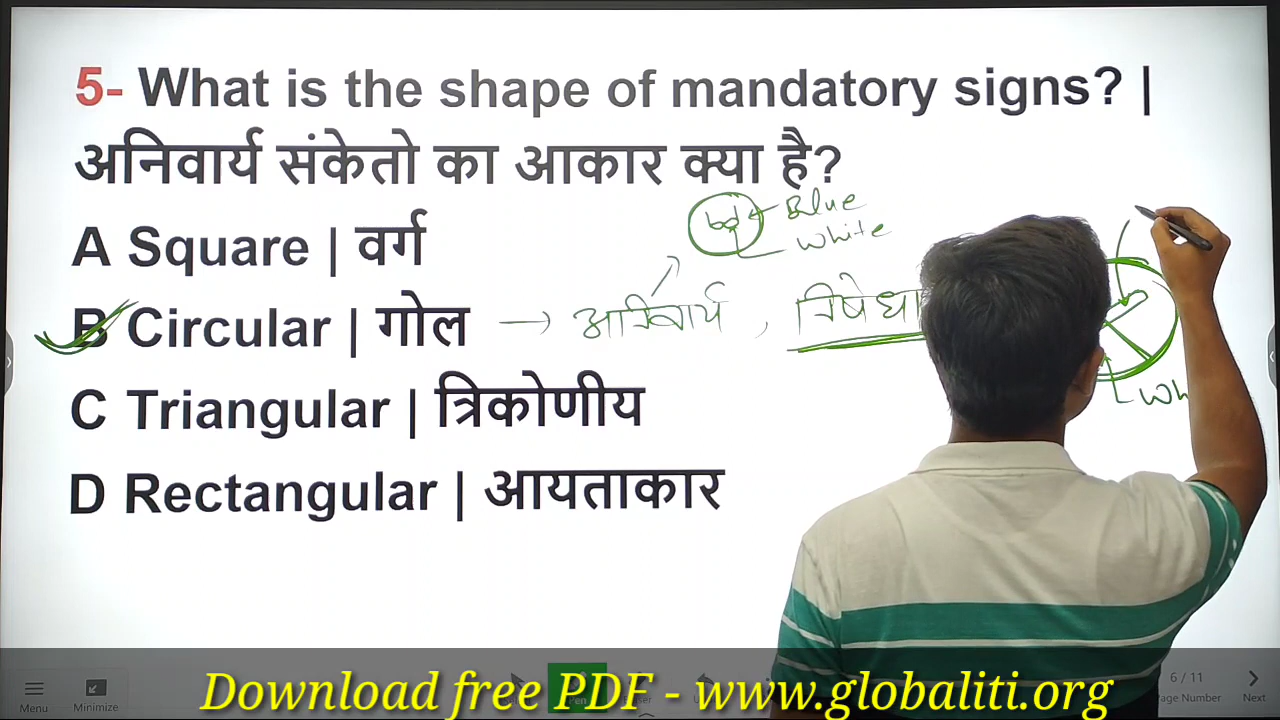 5- What is the shape of mandatory signs? |
अनिवार्य संकेतो का आकार क्या है?
A Square | वर्ग
Blue
White
B Circular | गोल → अनिवार्य , निषेधा
Wh
C Triangular | त्रिकोणीय
D Rectangular | आयताकार
Menu
Minimize
6 / 11
Page Number
Next
Download free PDF - www.globaliti.org